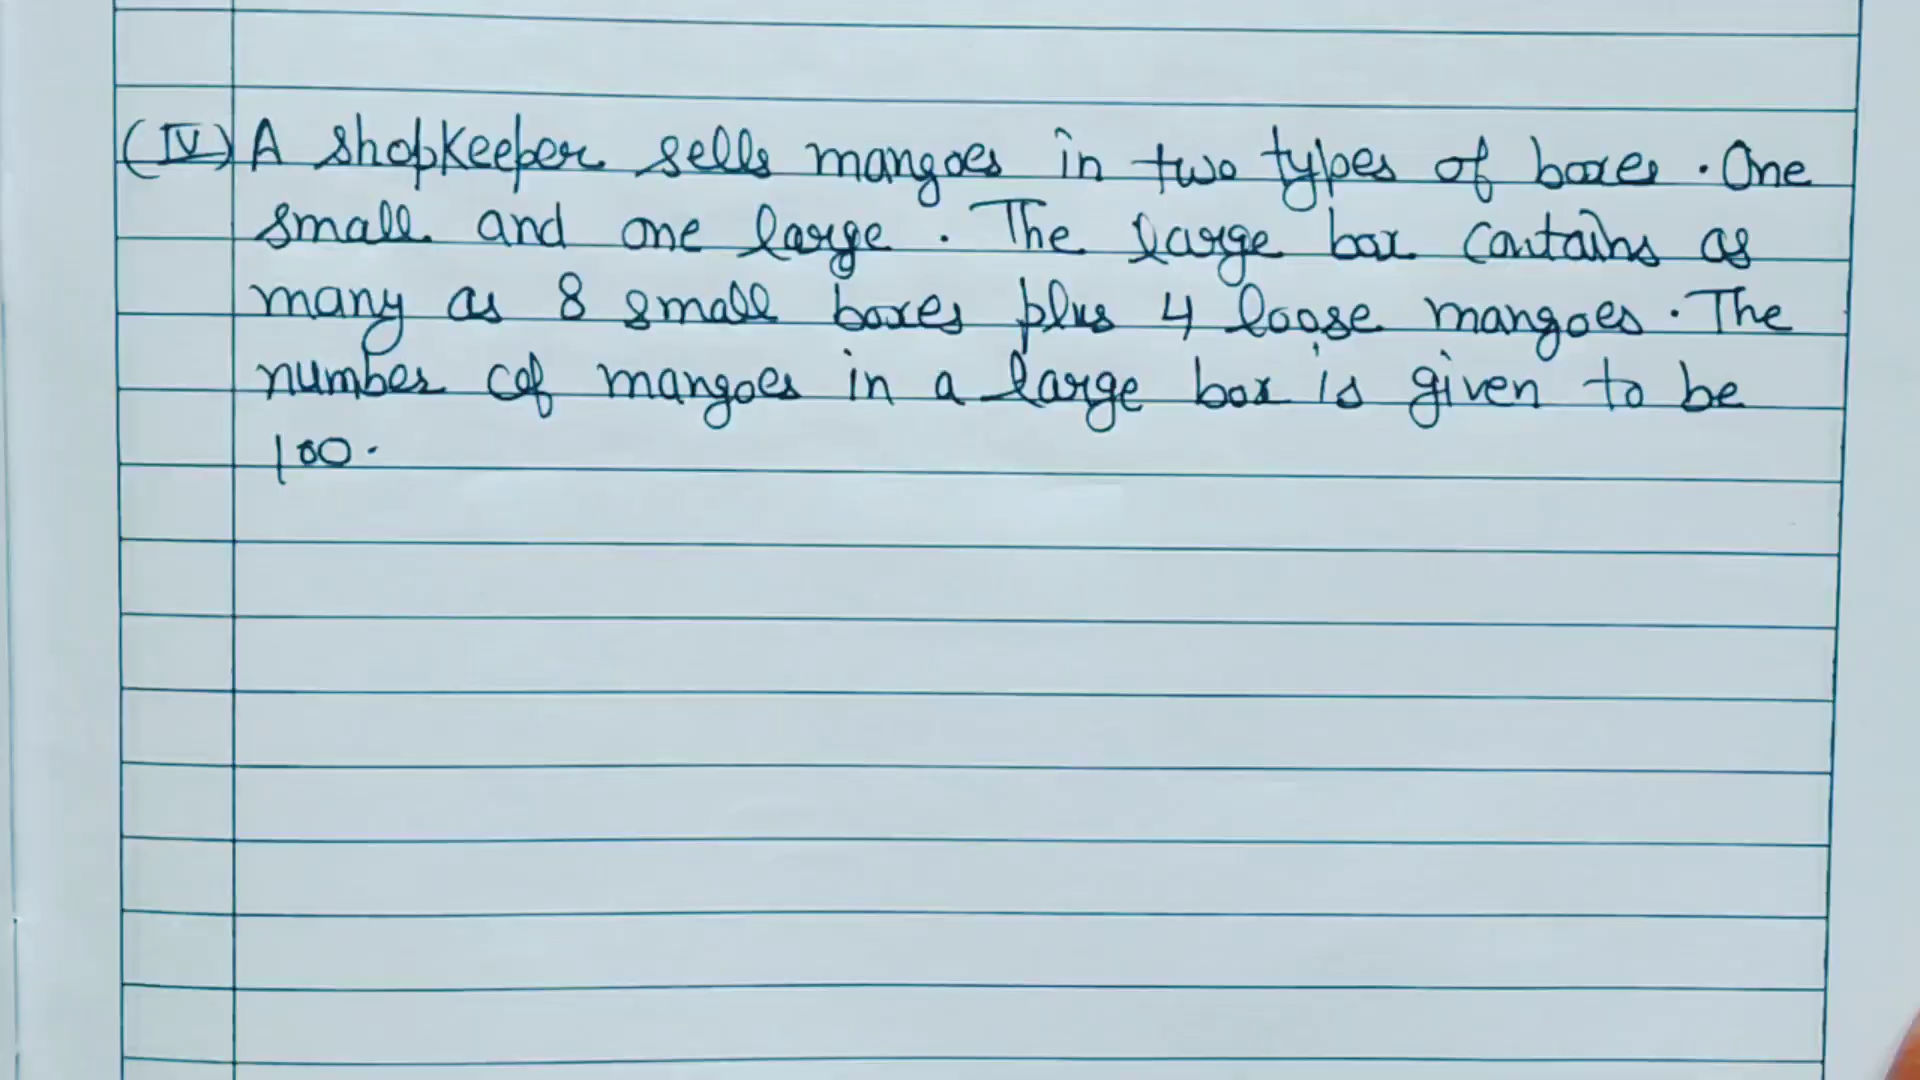 (IV) A shopkeeper sells mangoes in two types of boxes. One
small and one large. The large box contains as
many as 8 small boxes plus 4 loose mangoes. The
number of mangoes in a large box is given to be
100.